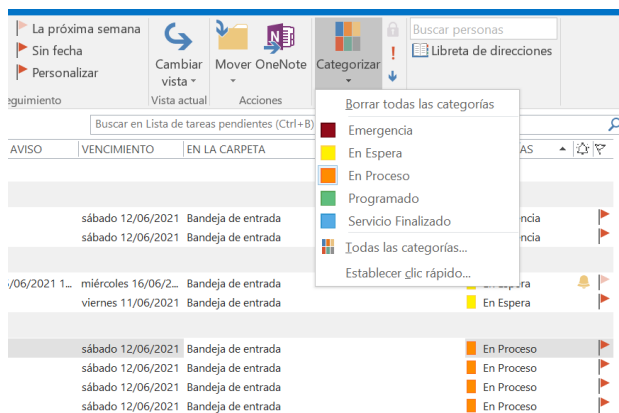 La próxima semana
Sin fecha
Personalizar
Cambiar vista
Mover
OneNote
Categorizar
Buscar personas
Libreta de direcciones
Vista actual
Acciones
Borrar todas las categorías
Emergencia
En Espera
En Proceso
Programado
Servicio Finalizado
Todas las categorías...
Establecer clic rápido...
Buscar en Lista de tareas pendientes (Ctrl+B)
AVISO VENCIMIENTO EN LA CARPETA
sábado 12/06/2021 Bandeja de entrada
sábado 12/06/2021 Bandeja de entrada
miércoles 16/06/2... Bandeja de entrada
viernes 11/06/2021 Bandeja de entrada En Espera
sábado 12/06/2021 Bandeja de entrada En Proceso
sábado 12/06/2021 Bandeja de entrada En Proceso
sábado 12/06/2021 Bandeja de entrada En Proceso
sábado 12/06/2021 Bandeja de entrada En Proceso